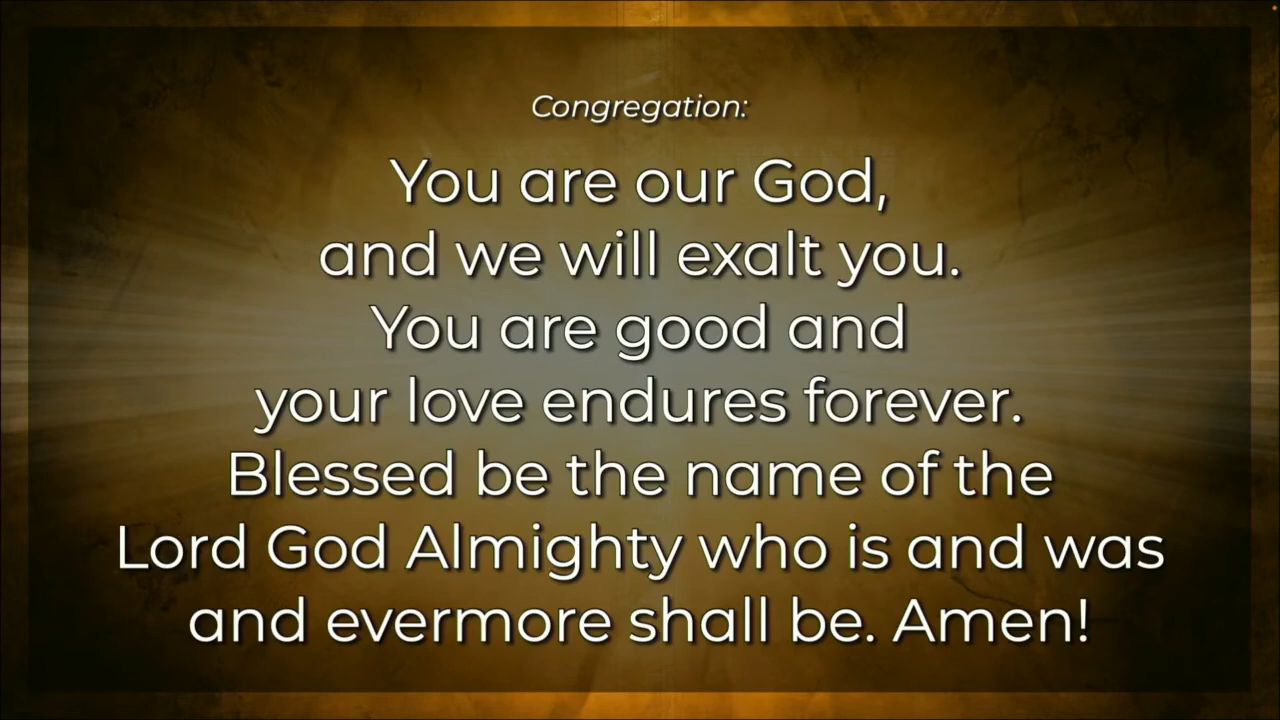 Congregation:
You are our God,
and we will exalt you.
You are good and
your love endures forever.
Blessed be the name of the
Lord God Almighty who is and was
and evermore shall be. Amen!